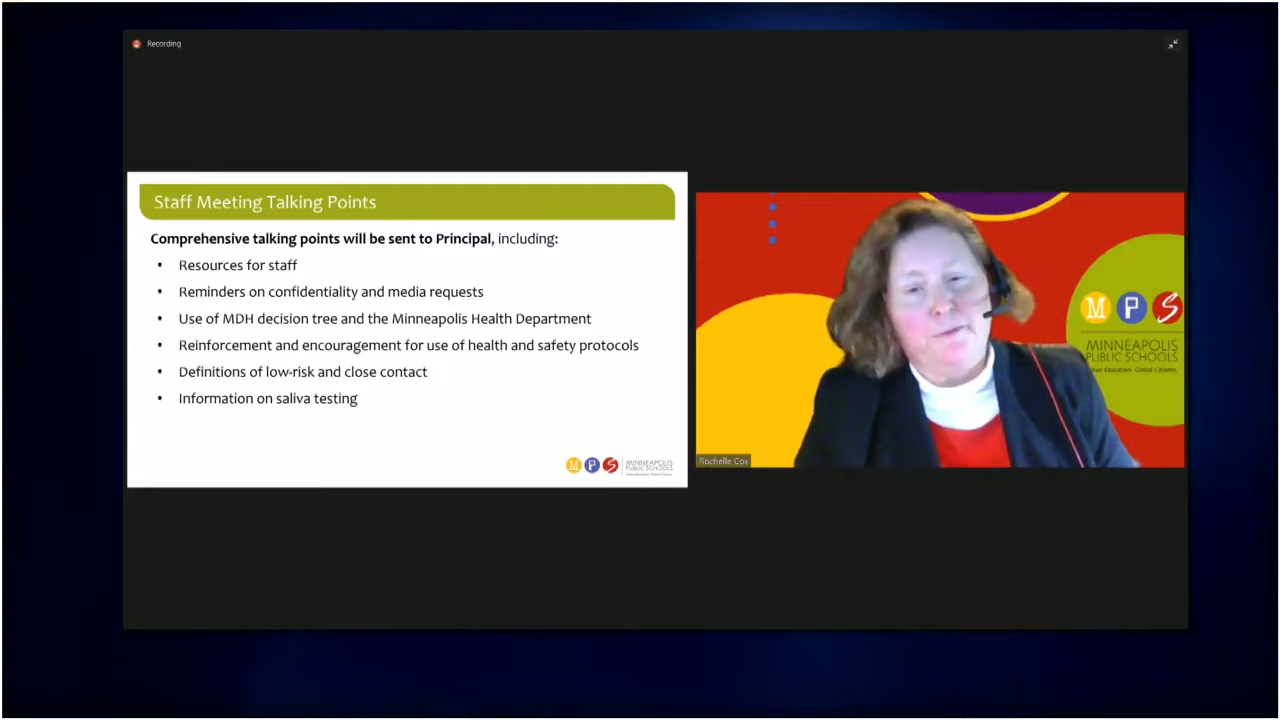 Recording
Staff Meeting Talking Points
Comprehensive talking points will be sent to Principal, including:
• Resources for staff
• Reminders on confidentiality and media requests
• Use of MDH decision tree and the Minneapolis Health Department
• Reinforcement and encouragement for use of health and safety protocols
• Definitions of low-risk and close contact
• Information on saliva testing
M P S MINNEAPOLIS
PUBLIC SCHOOLS
M P S
MINNEAPOLIS
PUBLIC SCHOOLS
Education. Global Citizens.
Rochelle Cox